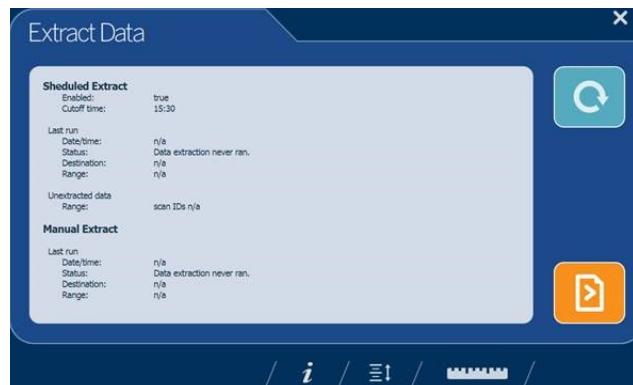 Extract Data
Sheduled Extract
Enabled: true
Cutoff time: 15:30
Last run
Date/time: n/a
Status: Data extraction never ran.
Destination: n/a
Range: n/a
Unextracted data
Range: scan IDs n/a
Manual Extract
Last run
Date/time: n/a
Status: Data extraction never ran.
Destination: n/a
Range: n/a